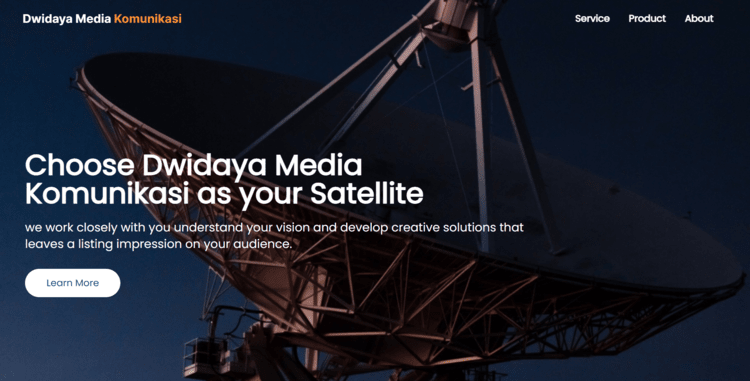 Dwidaya Media Komunikasi
Service Product About
Choose Dwidaya Media
Komunikasi as your Satellite
we work closely with you understand your vision and develop creative solutions that
leaves a listing impression on your audience.
Learn More